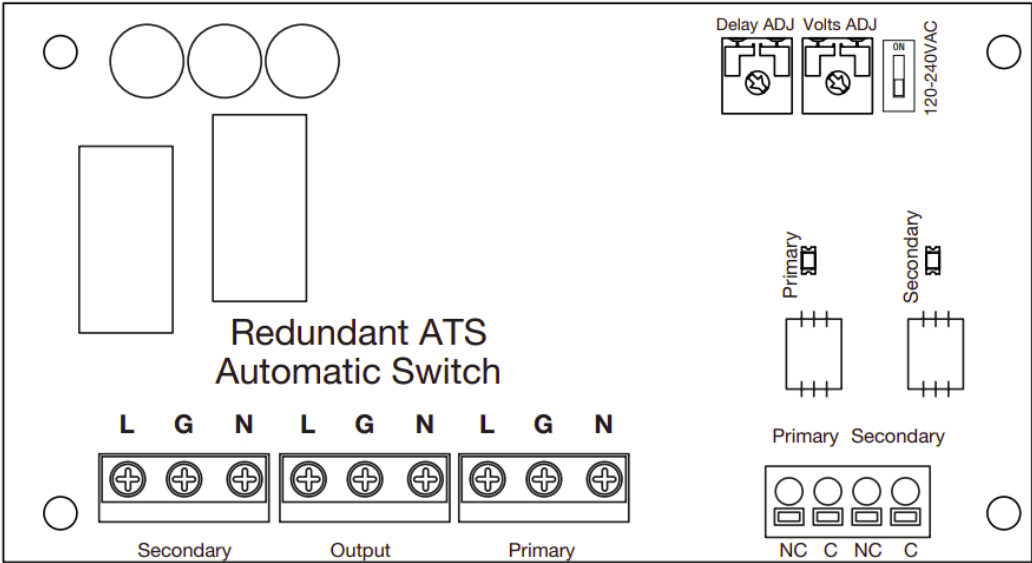 Delay ADJ Volts ADJ
ON
120-240VAC
Primary
Secondary
Redundant ATS
Automatic Switch
L G N L G N L G N
Primary Secondary
Secondary Output Primary
NC C NC C